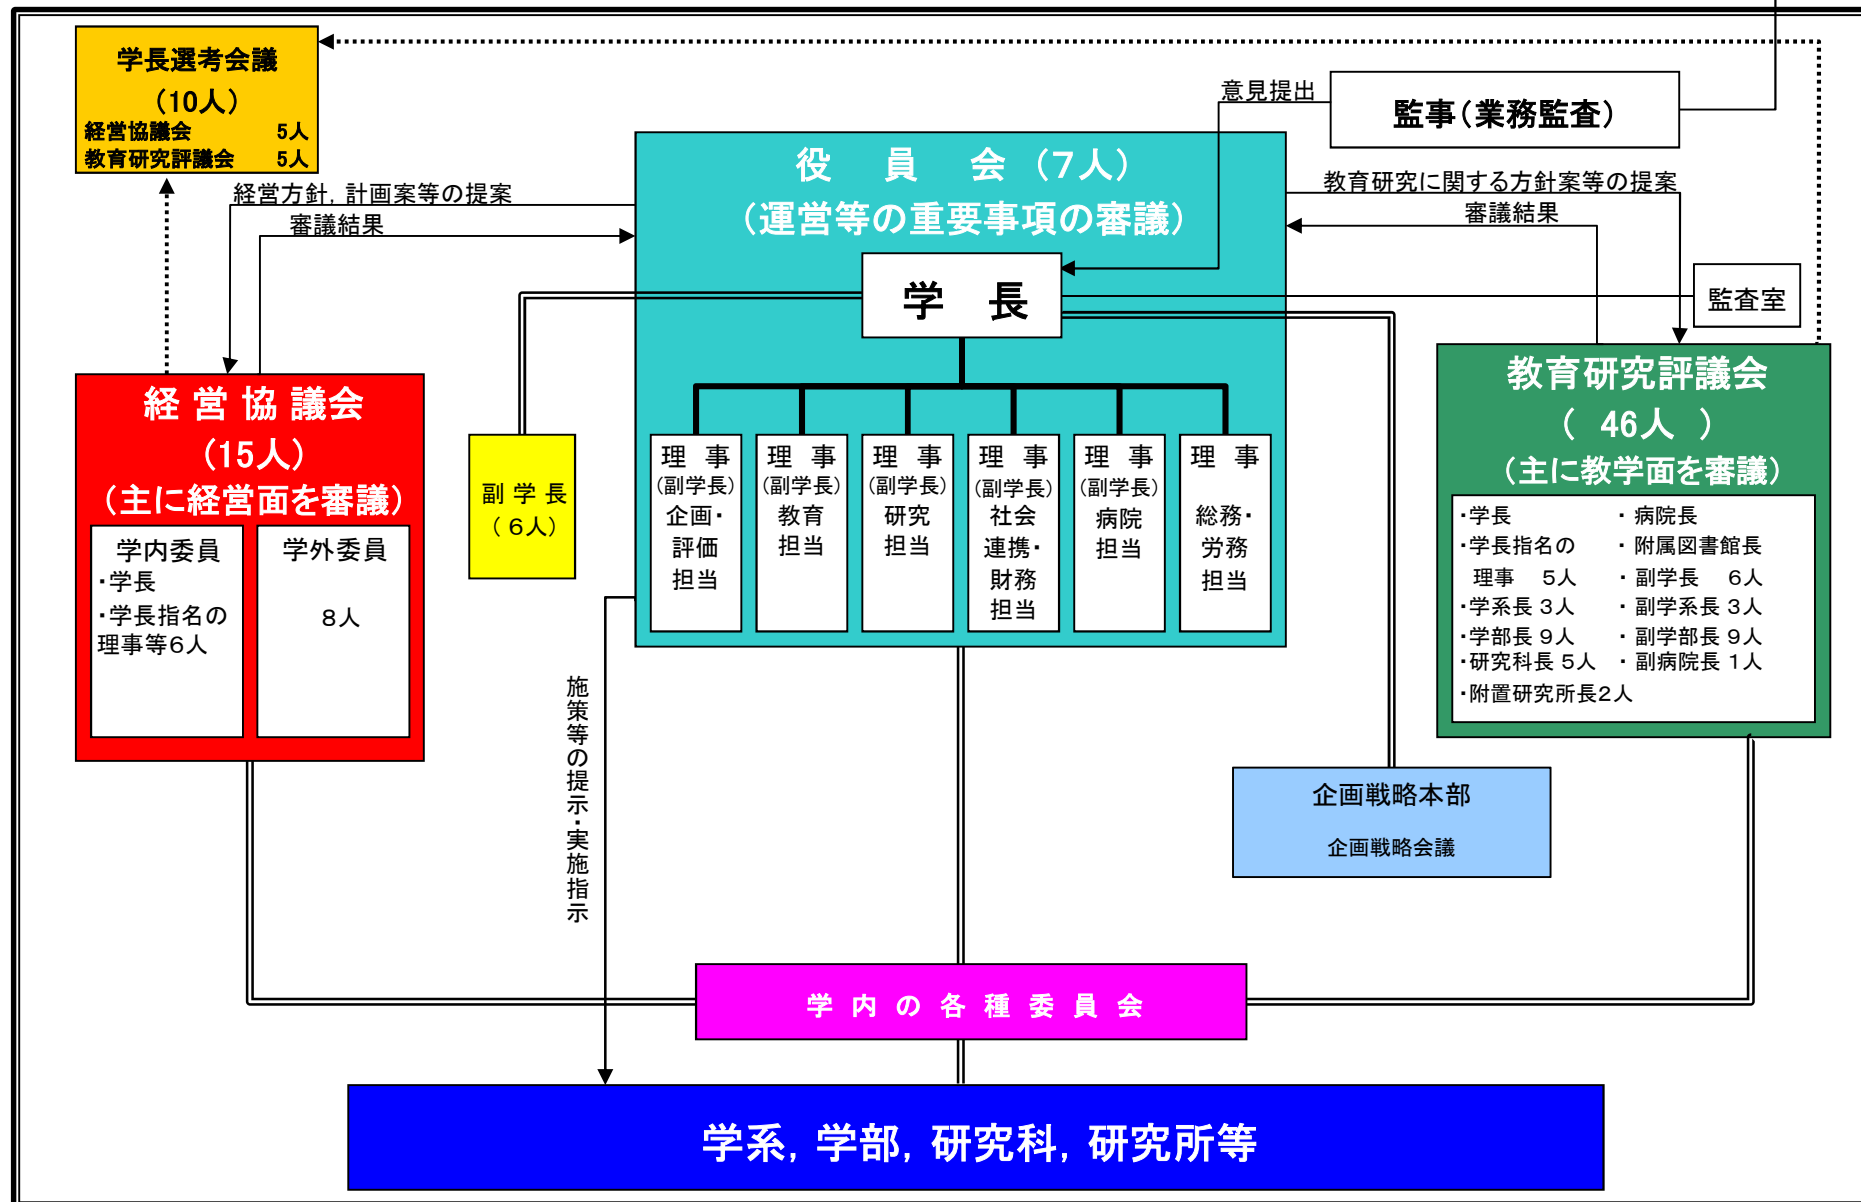 学長選考会議
(10人)
経営協議会 5人
教育研究評議会 5人
意見提出
監事(業務監査)
役 員 会 (7人)
(運営等の重要事項の審議)
経営方針,計画案等の提案
審議結果
教育研究に関する方針案等の提案
審議結果
学 長
監査室
経 営 協 議会
(15人)
(主に経営面を審議)
学内委員
・学長
・学長指名の
理事等6人
学外委員
8人
副 学 長
( 6人)
理 事
(副学長)
企画・
評価
担当
理 事
(副学長)
教育
担当
理 事
(副学長)
研究
担当
理 事
(副学長)
社会
連携・
財務
担当
理 事
(副学長)
病院
担当
理 事
総務・
労務
担当
教育研究評議会
( 46人 )
(主に教学面を審議)
・学長 ・ 病院長
・学長指名の ・ 附属図書館長
理事 5人 ・ 副学長 6人
・学系長 3人 ・ 副学系長 3人
・学部長 9人 ・ 副学部長 9人
・研究科長 5人 ・ 副病院長 1人
・附置研究所長2人
施策等の提示・実施指示
企画戦略本部
企画戦略会議
学 内 の 各 種 委 員 会
学系, 学部, 研究科, 研究所等